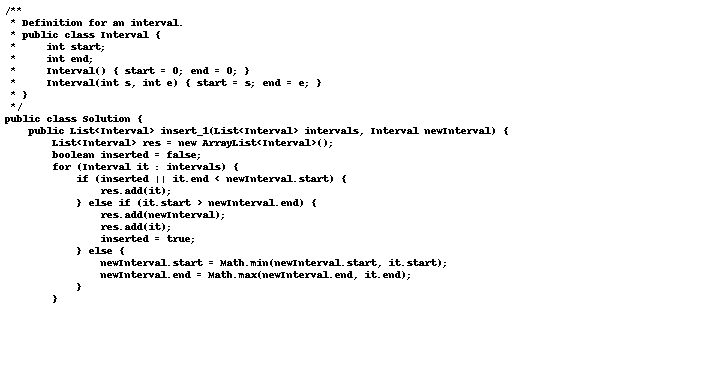 /**
 * Definition for an interval.
 * public class Interval {
 *     int start;
 *     int end;
 *     Interval() { start = 0; end = 0; }
 *     Interval(int s, int e) { start = s; end = e; }
 * }
 */
public class Solution {
    public List<Interval> insert_1(List<Interval> intervals, Interval newInterval) {
        List<Interval> res = new ArrayList<Interval>();
        boolean inserted = false;
        for (Interval it : intervals) {
            if (inserted || it.end < newInterval.start) {
                res.add(it);
            } else if (it.start > newInterval.end) {
                res.add(newInterval);
                res.add(it);
                inserted = true;
            } else {
                newInterval.start = Math.min(newInterval.start, it.start);
                newInterval.end = Math.max(newInterval.end, it.end);
            }
        }